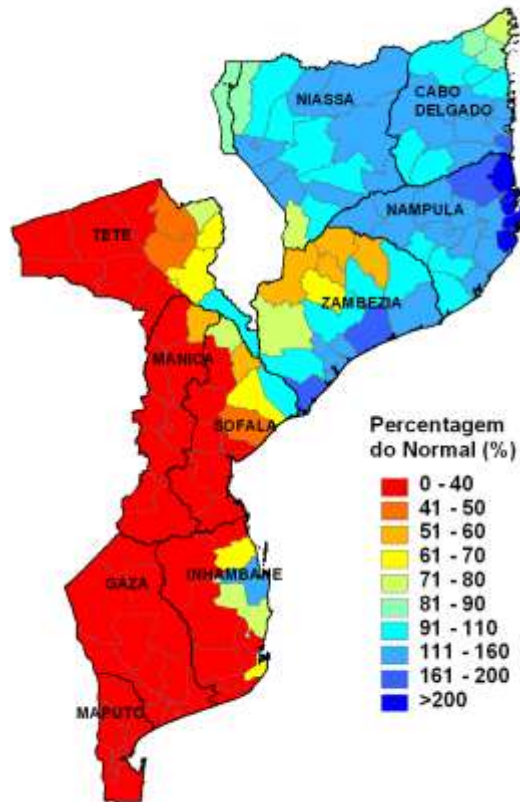 NIASSA
CABO
DELGADO
NAMPULA
TETE
ZAMBEZIA
MANICA
SOFALA
Percentagem
do Normal (%)
0 - 40
41 - 50
51 - 60
61 - 70
71 - 80
81 - 90
91 - 110
111 - 160
161 - 200
>200
INHAMBANE
GAZA
MAPUTO